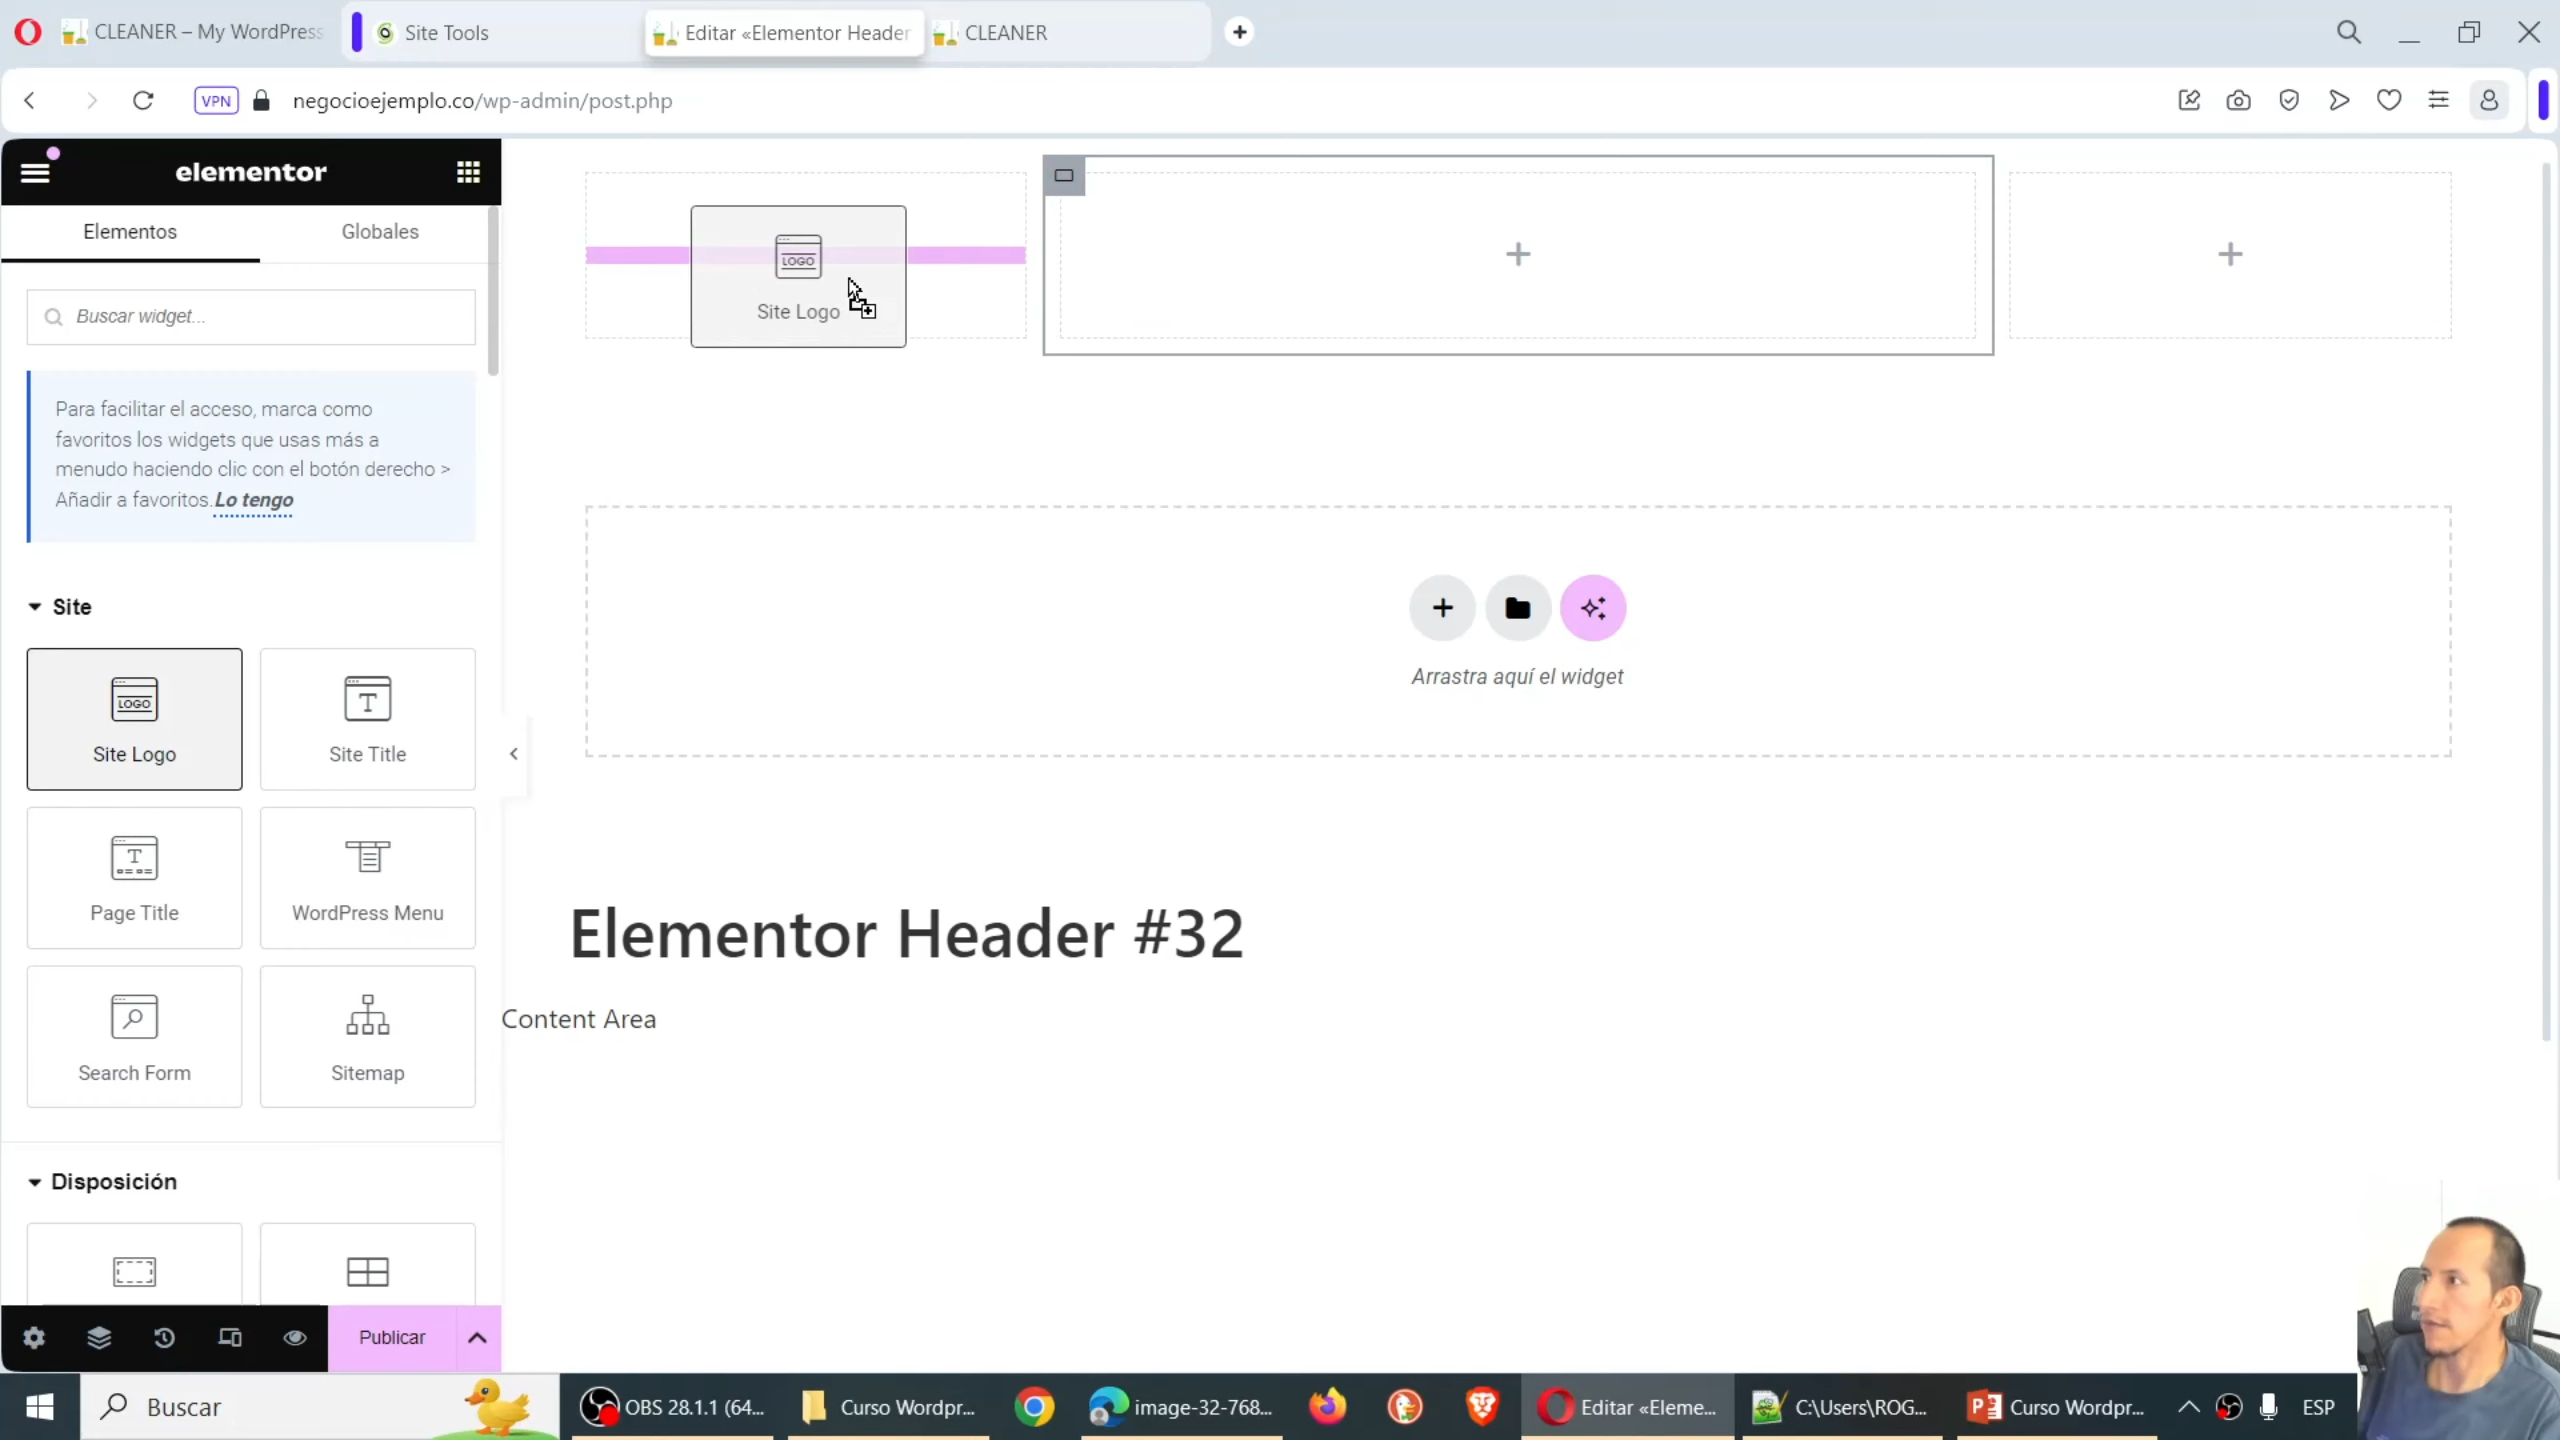 CLEANER – My WordPress
Site Tools
Editar «Elementor Header
CLEANER
VPN
negocioejemplo.co/wp-admin/post.php
elementor
Elementos
Globales
Buscar widget...
Para facilitar el acceso, marca como
favoritos los widgets que usas más a
menudo haciendo clic con el botón derecho >
Añadir a favoritos. Lo tengo
Site
LOGO
Site Logo
T
Site Title
T
Page Title
WordPress Menu
Search Form
Sitemap
Disposición
Publicar
LOGO
Site Logo
Arrastra aquí el widget
Elementor Header #32
Content Area
Buscar
OBS 28.1.1 (64...
Curso Wordpr...
image-32-768...
Editar «Eleme...
C:\Users\ROG...
P
Curso Wordpr...
ESP